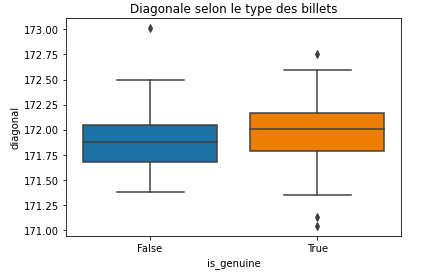 Diagonale selon le type des billets
173.00
172.75
172.50
172.25
172.00
171.75
171.50
171.25
171.00
diagonal
False
True
is_genuine